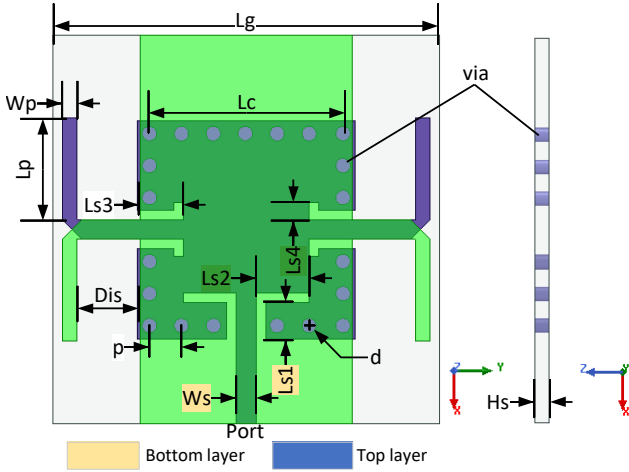 Lg
via
Wp
Lc
Lp
Ls3
Ls4
Ls2
Dis
p
d
Ls1
Z
Y
X
Z
Y
X
Ws
Hs
Port
Bottom layer
Top layer